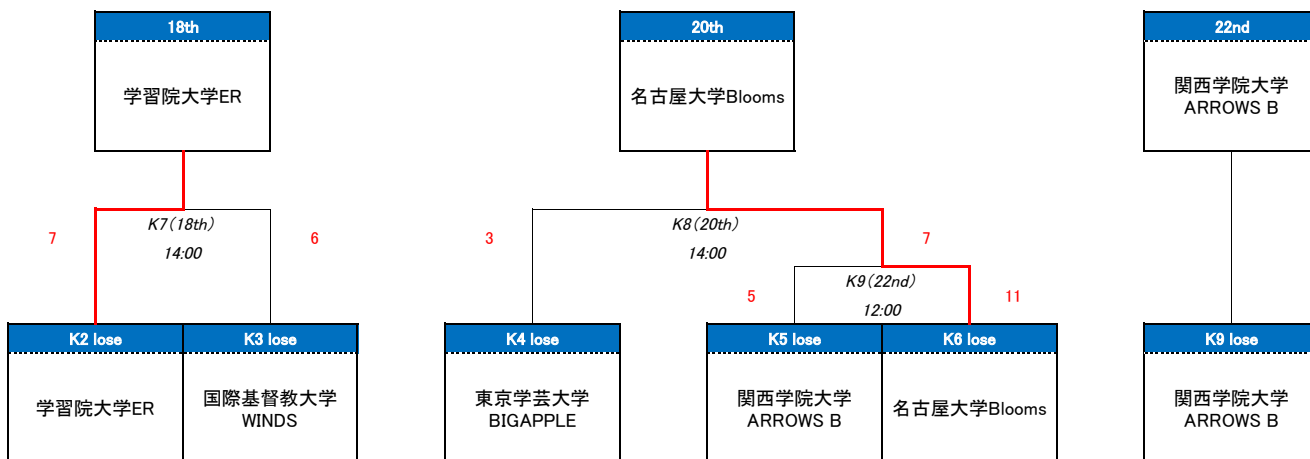 18th
20th
22nd
学習院大学ER
名古屋大学Blooms
関西学院大学
ARROWS B
K7(18th)
14:00
7
6
K8(20th)
14:00
3
7
K9(22nd)
12:00
5
11
K2 lose
K3 lose
K4 lose
K5 lose
K6 lose
K9 lose
学習院大学ER
国際基督教大学
WINDS
東京学芸大学
BIGAPPLE
関西学院大学
ARROWS B
名古屋大学Blooms
関西学院大学
ARROWS B